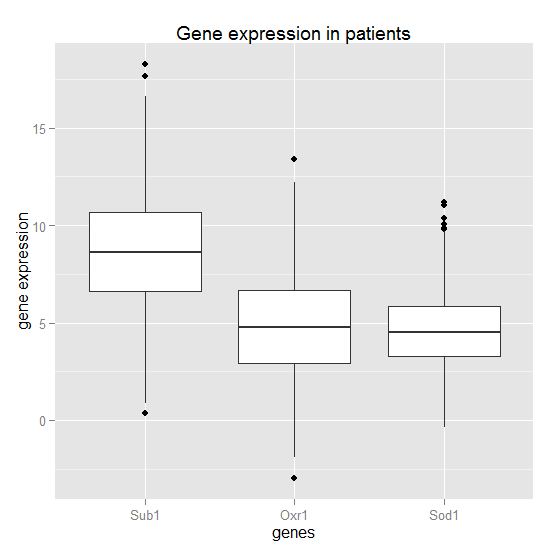 Gene expression in patients
gene expression
15
10
5
0
Sub1 Oxr1 Sod1
genes